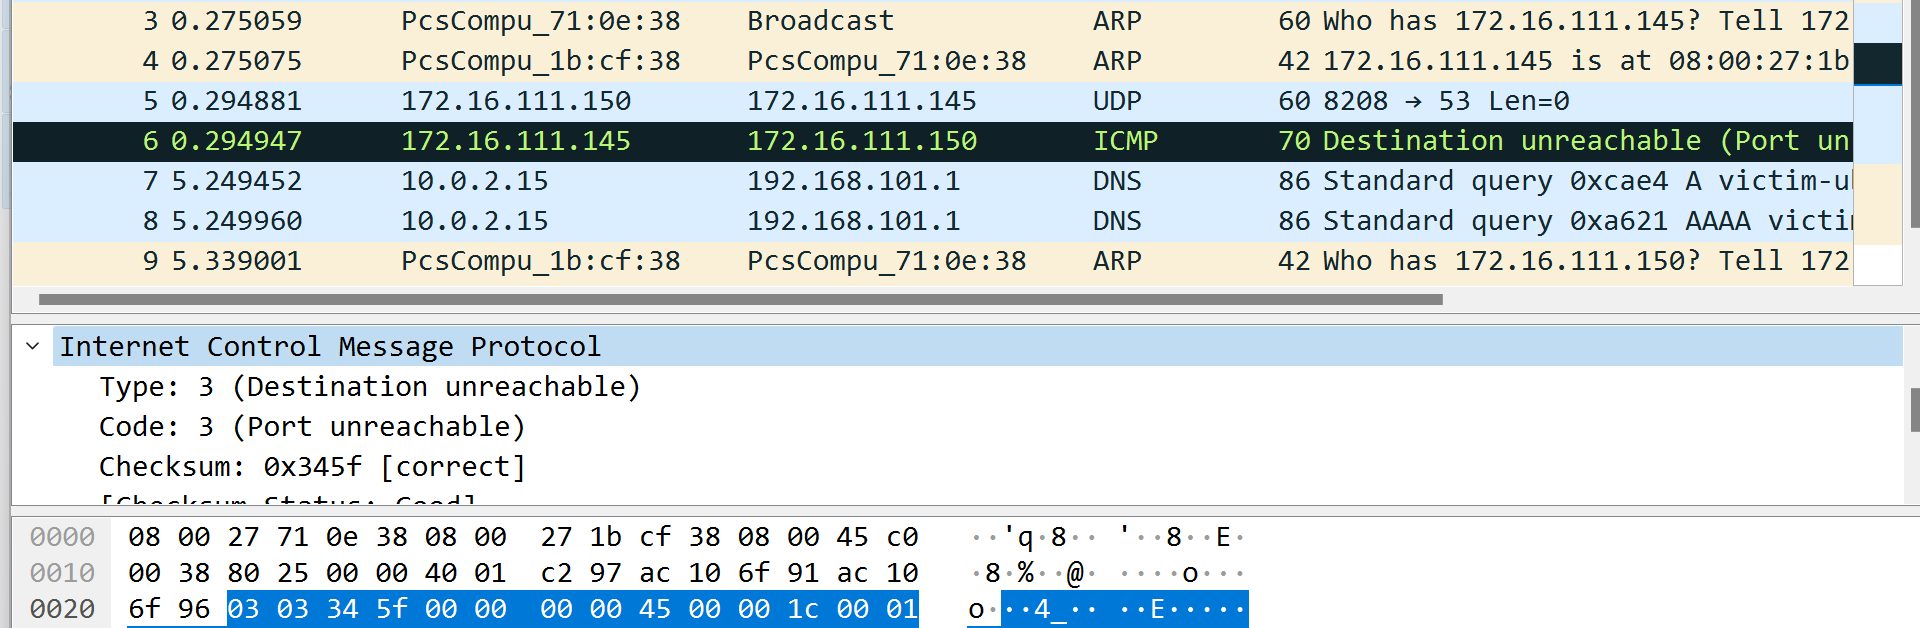 3 0.275059 PcsCompu_71:0e:38 Broadcast ARP 60 Who has 172.16.111.145? Tell 172
4 0.275075 PcsCompu_1b:cf:38 PcsCompu_71:0e:38 ARP 42 172.16.111.145 is at 08:00:27:1b
5 0.294881 172.16.111.150 172.16.111.145 UDP 60 8208 → 53 Len=0
6 0.294947 172.16.111.145 172.16.111.150 ICMP 70 Destination unreachable (Port un
7 5.249452 10.0.2.15 192.168.101.1 DNS 86 Standard query 0xcae4 A victim-u
8 5.249960 10.0.2.15 192.168.101.1 DNS 86 Standard query 0xa621 AAAA victi
9 5.339001 PcsCompu_1b:cf:38 PcsCompu_71:0e:38 ARP 42 Who has 172.16.111.150? Tell 172
Internet Control Message Protocol
Type: 3 (Destination unreachable)
Code: 3 (Port unreachable)
Checksum: 0x345f [correct]
[Checksum Status: Good]
0000 08 00 27 71 0e 38 08 00 27 1b cf 38 08 00 45 c0 ··'q·8·· '··8··E·
0010 00 38 80 25 00 00 40 01 c2 97 ac 10 6f 91 ac 10 ·8·%··@· ····o···
0020 6f 96 03 03 34 5f 00 00 00 00 45 00 00 1c 00 01 o···4_·· ··E·····